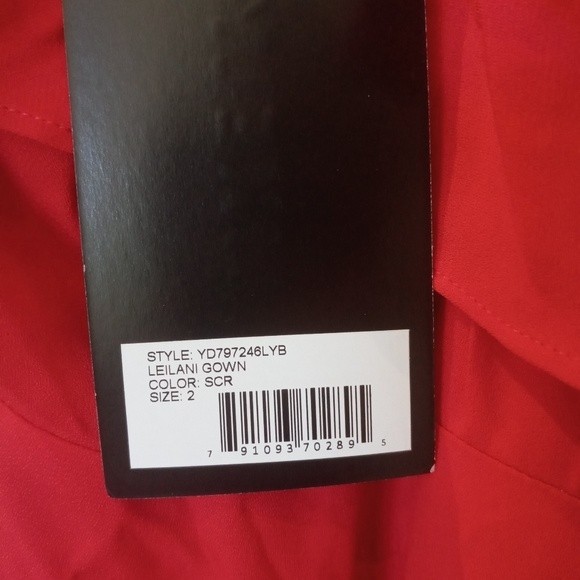 STYLE: YD797246LYB
LEILANI GOWN
COLOR: SCR
SIZE: 2
7 91093 70289 5